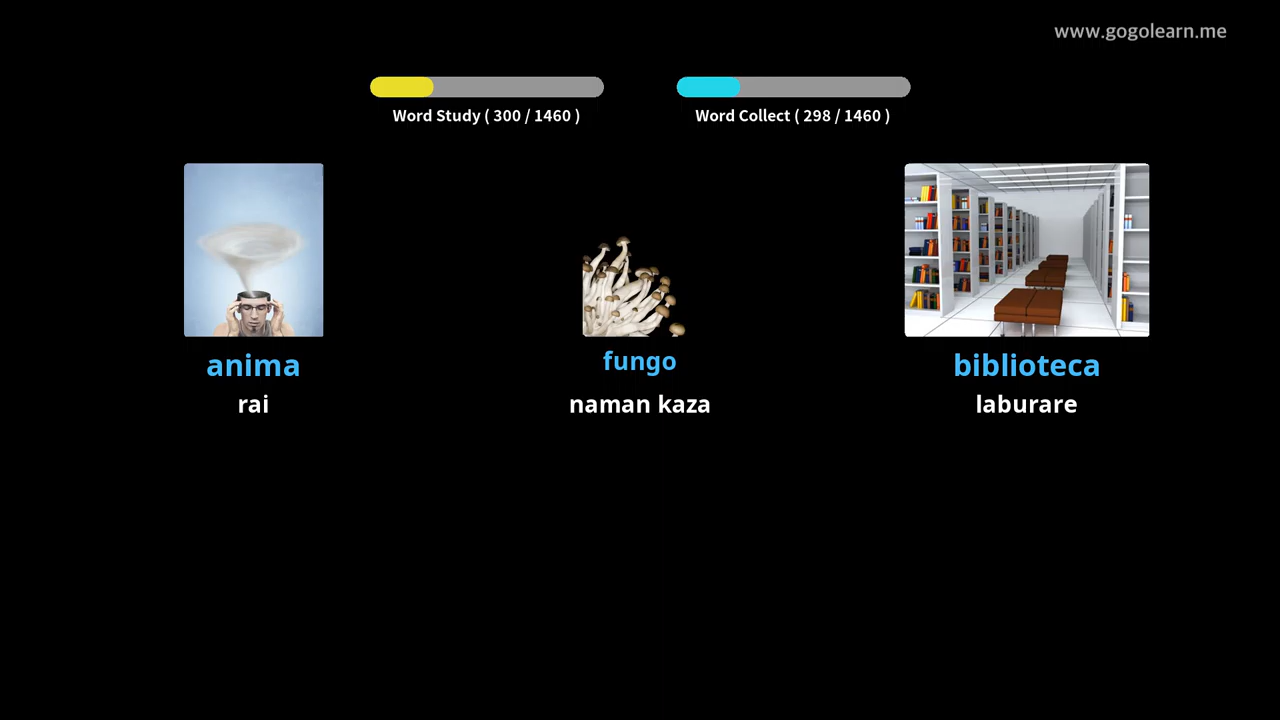 www.gogolearn.me
Word Study ( 300 / 1460 )
Word Collect ( 298 / 1460 )
anima
fungo
biblioteca
rai
naman kaza
laburare